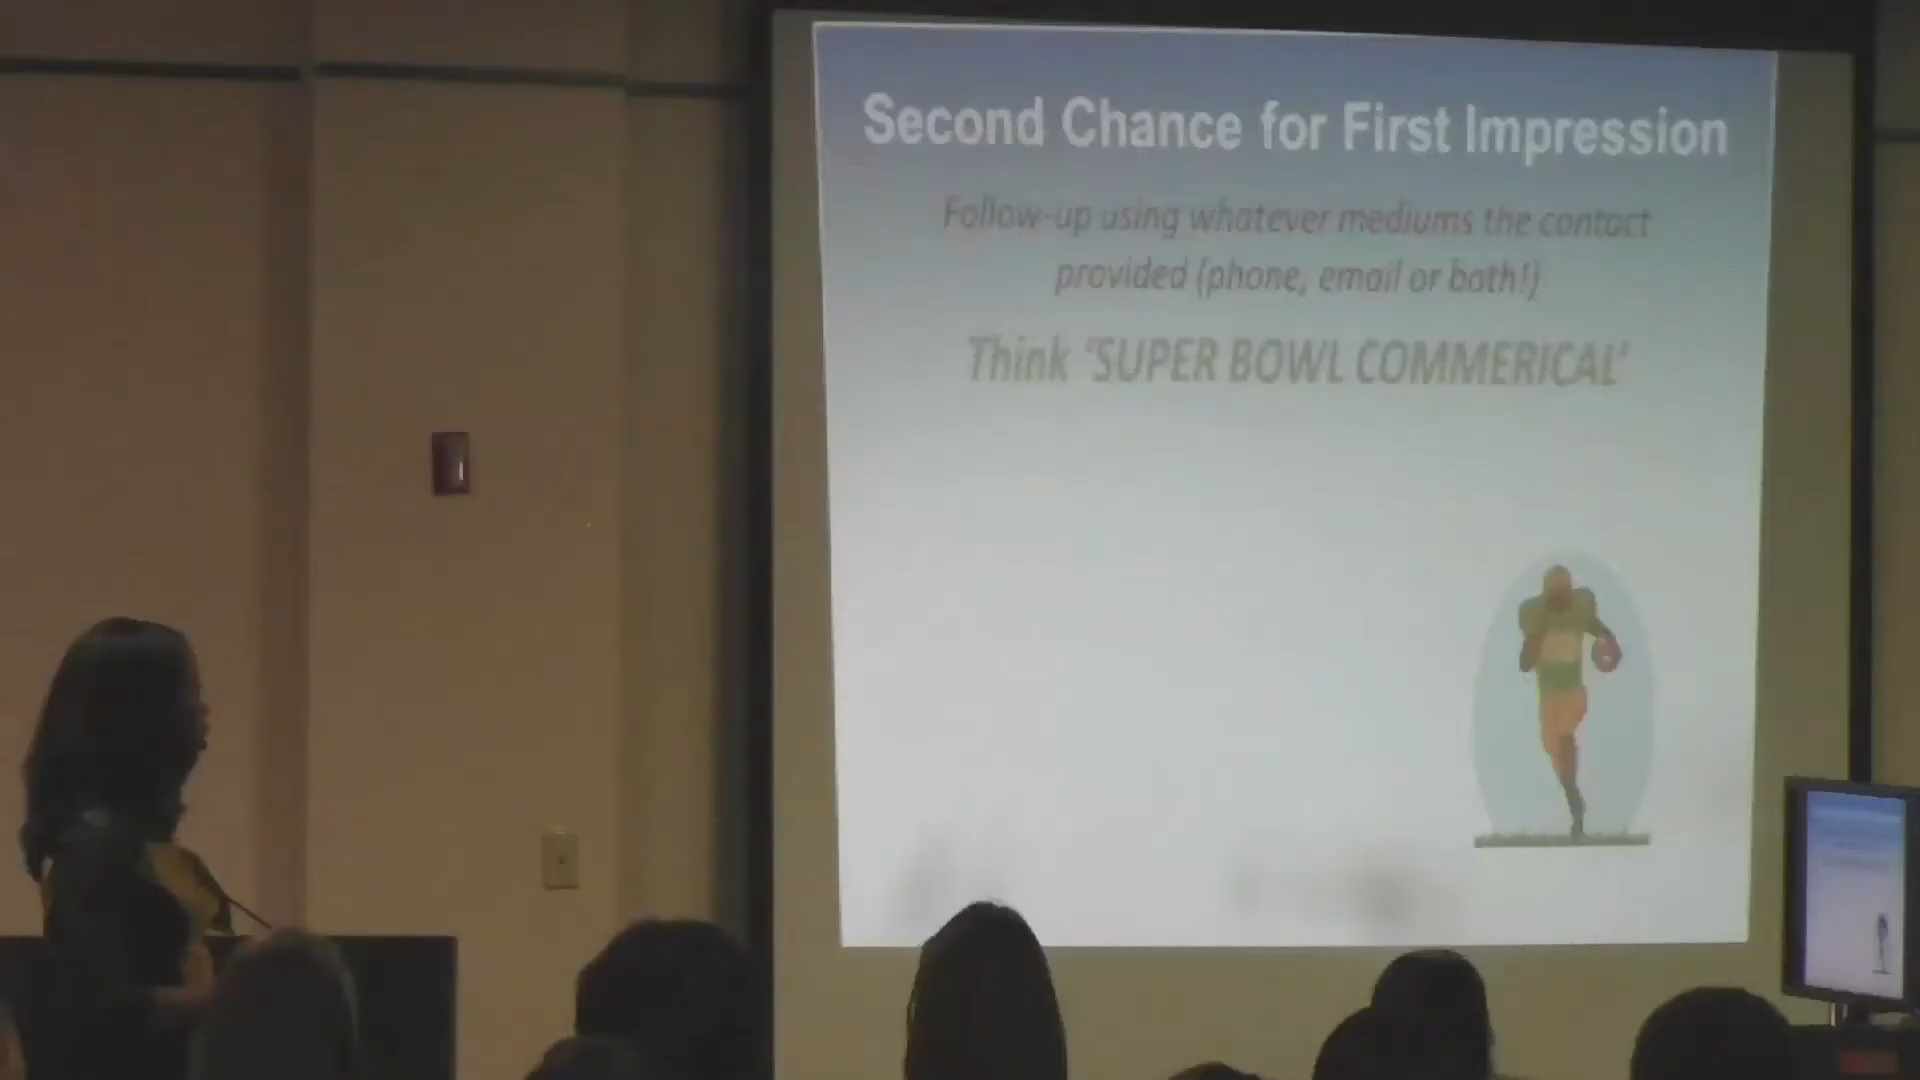 Second Chance for First Impression
Follow-up using whatever mediums the contact
provided (phone, email or both!)
Think 'SUPER BOWL COMMERICAL'